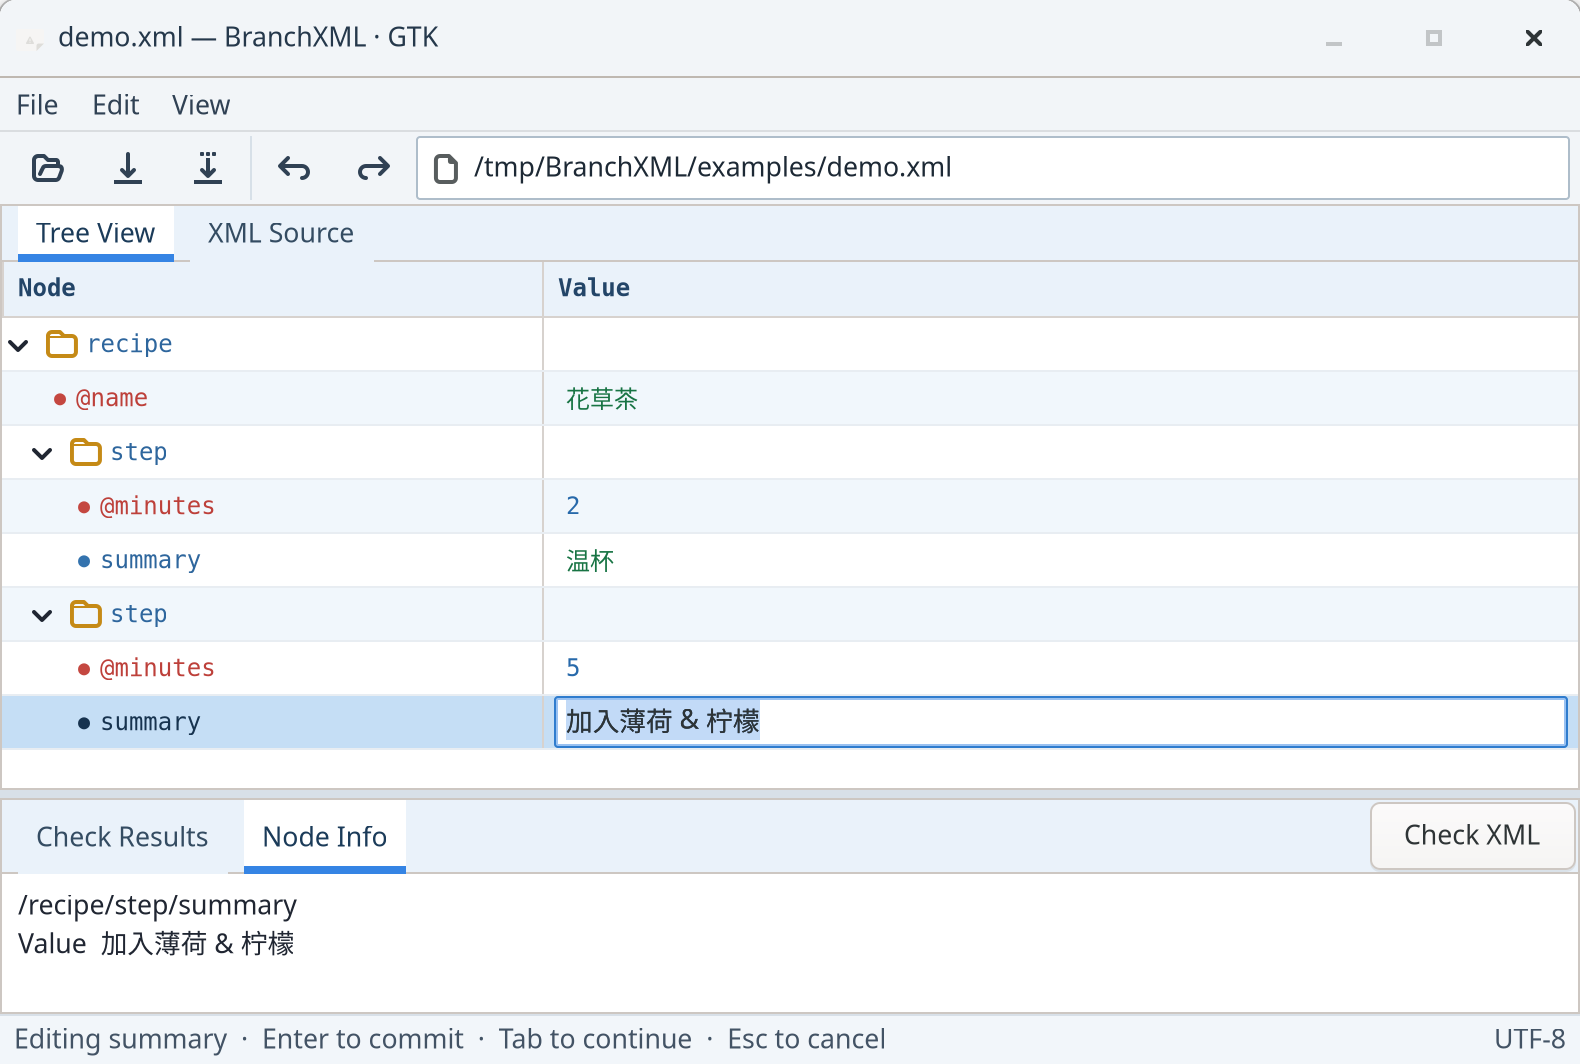 demo.xml — BranchXML · GTK
File Edit View
/tmp/BranchXML/examples/demo.xml
Tree View XML Source
Node Value
recipe
@name 花草茶
step
@minutes 2
summary 温杯
step
@minutes 5
summary 加入薄荷 & 柠檬
Check Results Node Info Check XML
/recipe/step/summary
Value 加入薄荷 & 柠檬
Editing summary · Enter to commit · Tab to continue · Esc to cancel UTF-8